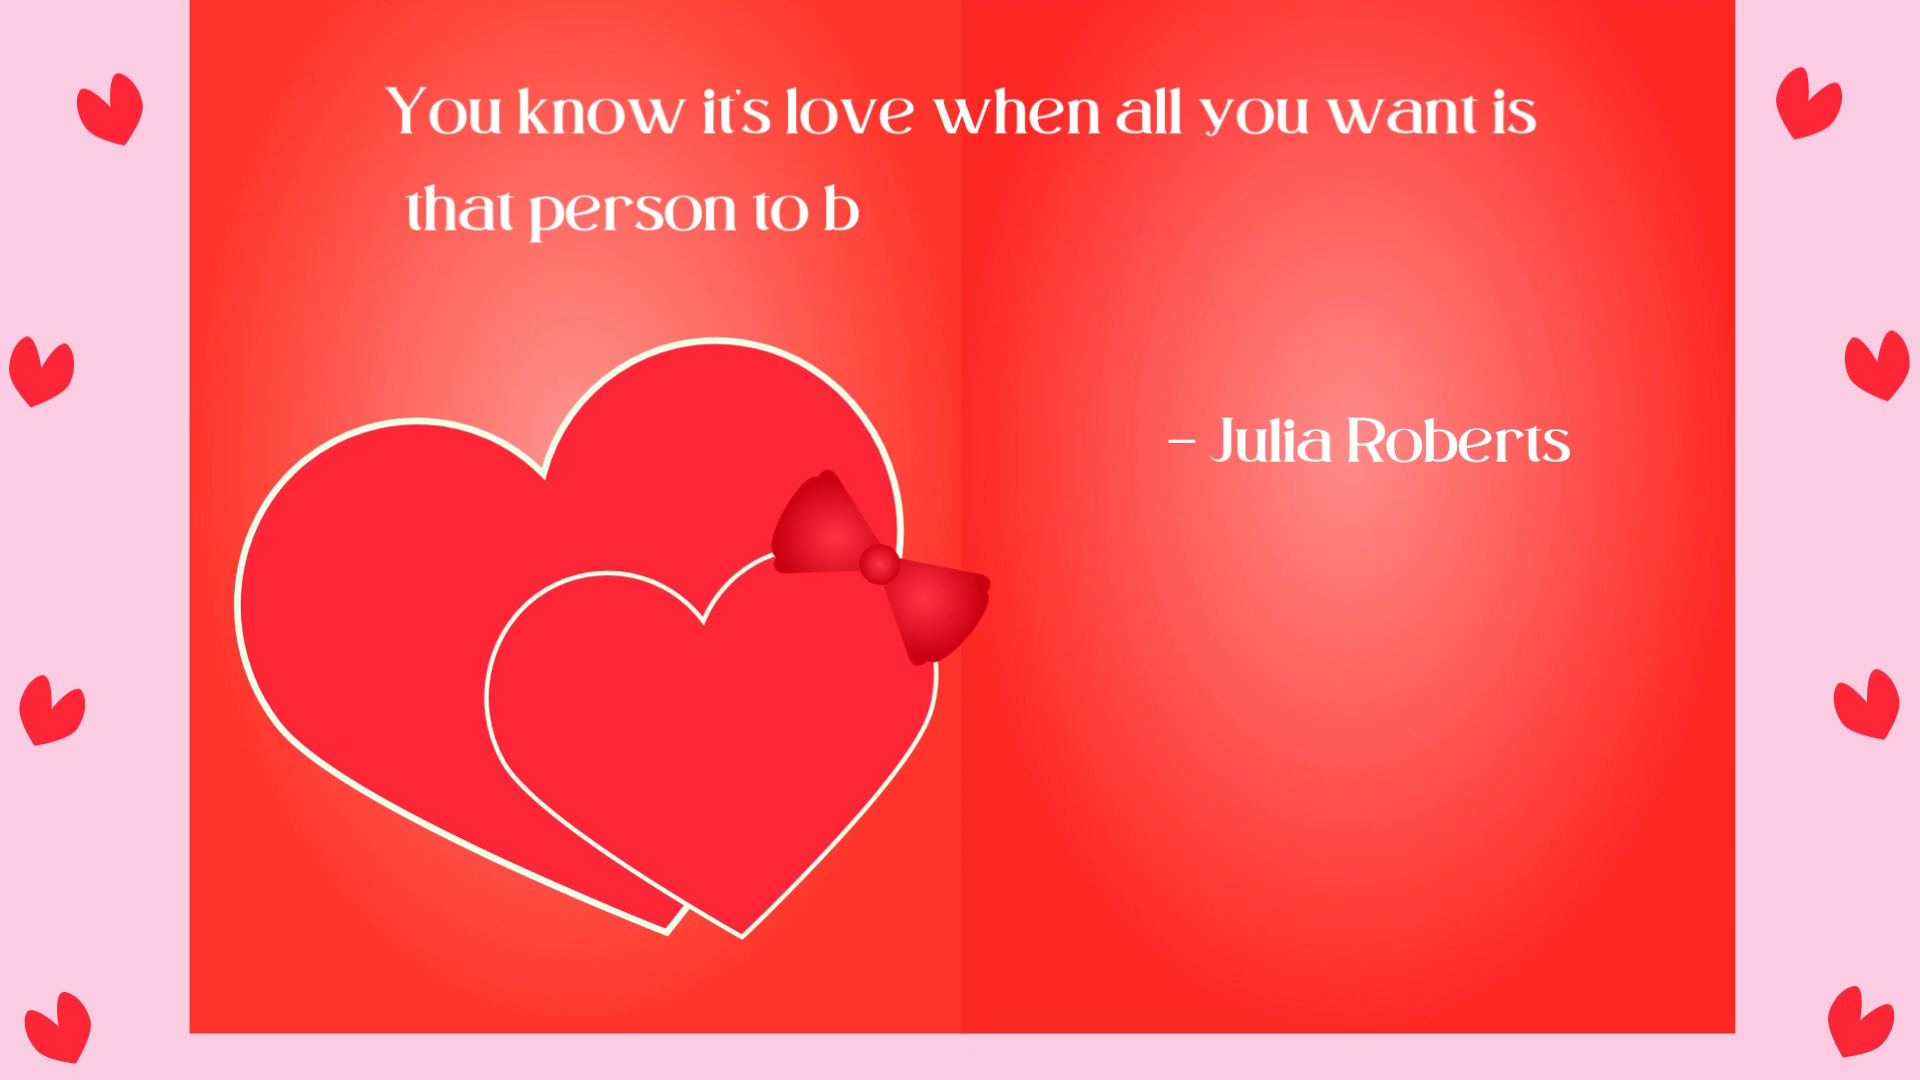 You know it's love when all you want is
that person to b
– Julia Roberts